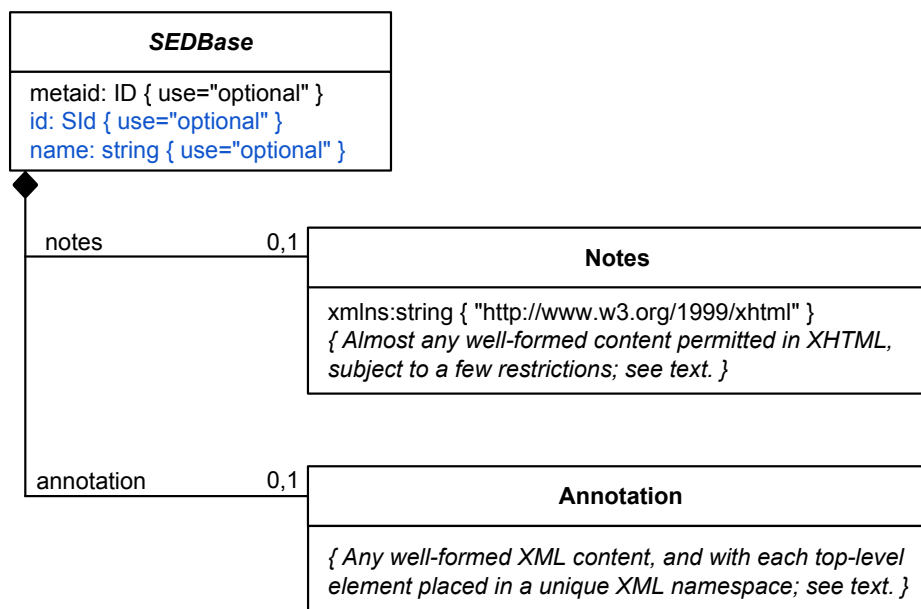 SEDBase
metaid: ID { use="optional" }
id: SId { use="optional" }
name: string { use="optional" }
notes
0,1
Notes
xmlns:string { "http://www.w3.org/1999/xhtml" }
{ Almost any well-formed content permitted in XHTML,
subject to a few restrictions; see text. }
annotation
0,1
Annotation
{ Any well-formed XML content, and with each top-level
element placed in a unique XML namespace; see text. }